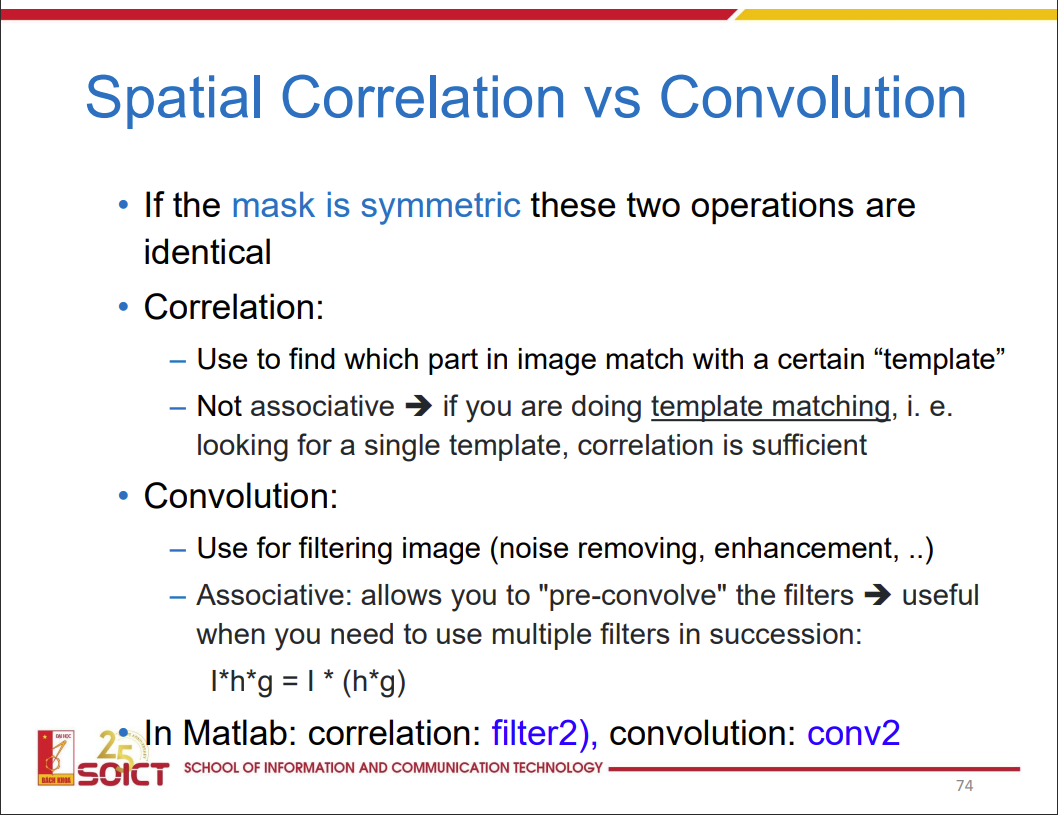 Spatial Correlation vs Convolution
• If the mask is symmetric these two operations are
identical
• Correlation:
– Use to find which part in image match with a certain “template”
– Not associative ➔ if you are doing template matching, i. e.
looking for a single template, correlation is sufficient
• Convolution:
– Use for filtering image (noise removing, enhancement, ..)
– Associative: allows you to "pre-convolve" the filters ➔ useful
when you need to use multiple filters in succession:
I*h*g = I * (h*g)
• In Matlab: correlation: filter2), convolution: conv2
ĐẠI HỌC
BÁCH KHOA
25
SOICT
SCHOOL OF INFORMATION AND COMMUNICATION TECHNOLOGY
74